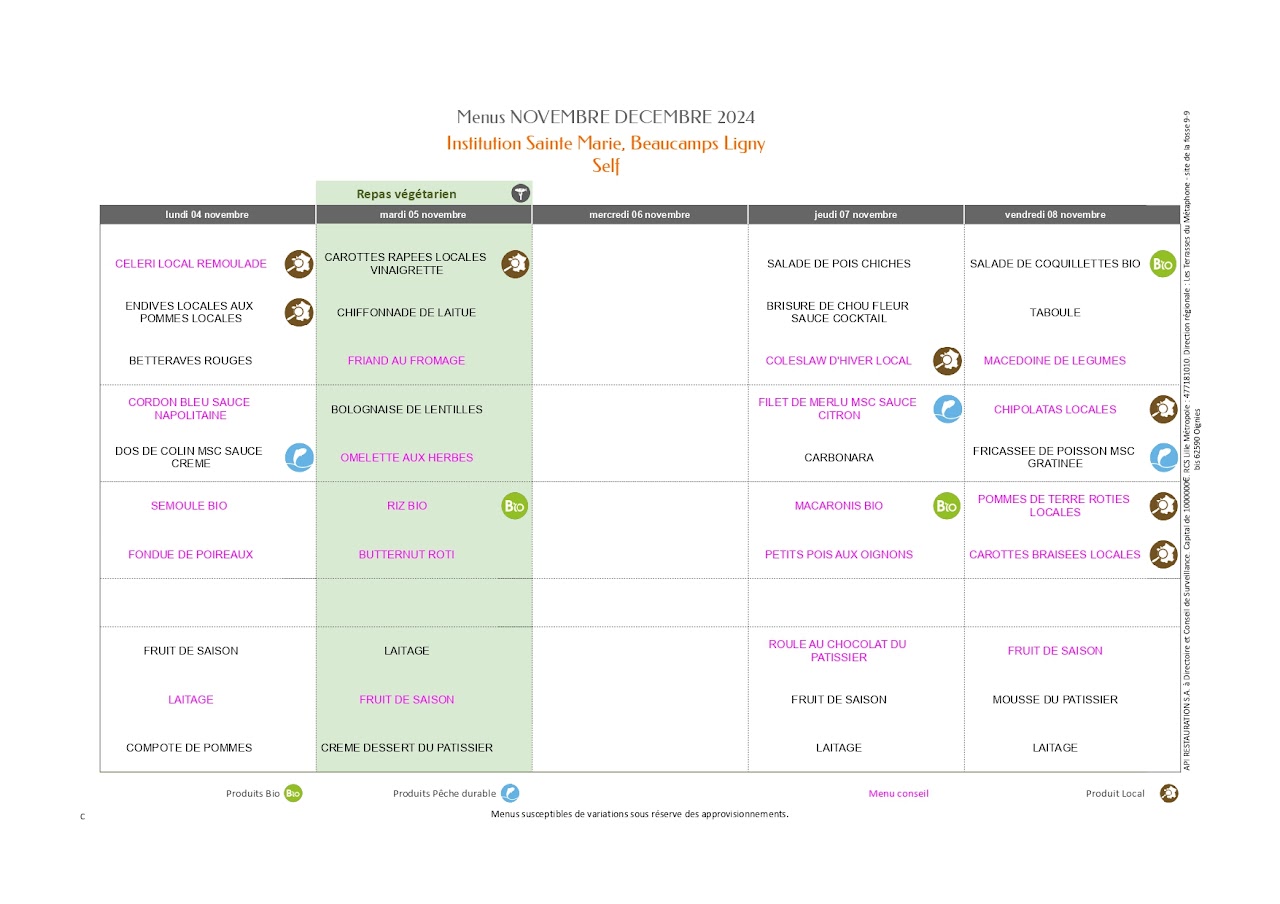 Menus NOVEMBRE DECEMBRE 2024
Institution Sainte Marie, Beaucamps Ligny
Self
Repas végétarien
lundi 04 novembre
mardi 05 novembre
mercredi 06 novembre
jeudi 07 novembre
vendredi 08 novembre
CELERI LOCAL REMOULADE
CAROTTES RAPEES LOCALES
VINAIGRETTE
SALADE DE POIS CHICHES
SALADE DE COQUILLETTES BIO
Bio
ENDIVES LOCALES AUX
POMMES LOCALES
CHIFFONNADE DE LAITUE
BRISURE DE CHOU FLEUR
SAUCE COCKTAIL
TABOULE
BETTERAVES ROUGES
FRIAND AU FROMAGE
COLESLAW D'HIVER LOCAL
MACEDOINE DE LEGUMES
CORDON BLEU SAUCE
NAPOLITAINE
BOLOGNAISE DE LENTILLES
FILET DE MERLU MSC SAUCE
CITRON
CHIPOLATAS LOCALES
DOS DE COLIN MSC SAUCE
CREME
OMELETTE AUX HERBES
CARBONARA
FRICASSEE DE POISSON MSC
GRATINEE
SEMOULE BIO
RIZ BIO
Bio
MACARONIS BIO
Bio
POMMES DE TERRE ROTIES
LOCALES
FONDUE DE POIREAUX
BUTTERNUT ROTI
PETITS POIS AUX OIGNONS
CAROTTES BRAISEES LOCALES
FRUIT DE SAISON
LAITAGE
ROULE AU CHOCOLAT DU
PATISSIER
FRUIT DE SAISON
LAITAGE
FRUIT DE SAISON
FRUIT DE SAISON
MOUSSE DU PATISSIER
COMPOTE DE POMMES
CREME DESSERT DU PATISSIER
LAITAGE
LAITAGE
Produits Bio
Bio
Produits Pêche durable
Menu conseil
Produit Local
C
Menus susceptibles de variations sous réserve des approvisionnements.
API RESTAURATION S.A. à Directoire et Conseil de Surveillance. Capital de 1000000€. RCS Lille Métropole : 477181010. Direction régionale : Les Terrasses du Métaphone - site de la fosse 9-9
bis 62590 Oignies